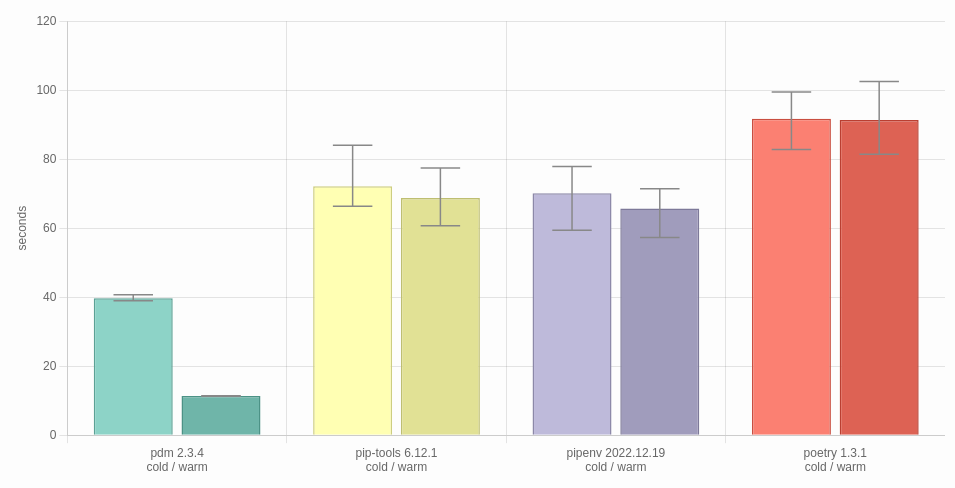 120
100
80
60
40
20
0
seconds
pdm 2.3.4
cold / warm
pip-tools 6.12.1
cold / warm
pipenv 2022.12.19
cold / warm
poetry 1.3.1
cold / warm